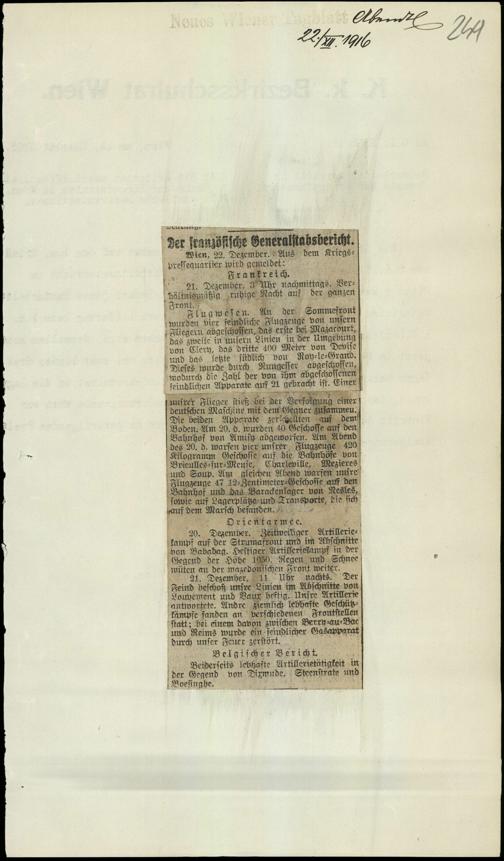 Neues Wiener Tagblatt
22./XII. 1916
244
K. k. Bezirksschulrat Wien.
Der französische Generalstabsbericht.
Wien, 22. Dezember. Aus dem Kriegs-
pressequartier wird gemeldet:
Frankreich.
21. Dezember, 3 Uhr nachmittags. Ver-
hältnismäßig ruhige Nacht auf der ganzen
Front.
Flugwesen. An der Sommefront
wurden vier feindliche Flugzeuge von unsern
Fliegern abgeschossen, das erste bei Mazarourt,
das zweite in unsern Linien in der Umgebung
von Clery, das dritte 400 Meter von Devile
und das letzte südlich von Roy-le-Grand.
Dieses wurde durch Nungesser abgeschossen,
wodurch die Zahl der von ihm abgeschossenen
feindlichen Apparate auf 21 gebracht ist. Einer
unsrer Flieger stieß bei der Verfolgung einer
deutschen Maschine mit dem Gegner zusammen.
Die beiden Apparate zerschellten auf dem
Boden. Am 20. d. wurden 40 Geschosse auf den
Bahnhof von Amify abgeworfen. Am Abend
des 20. d. warfen vier unsrer Flugzeuge 420
Kilogramm Geschosse auf die Bahnhöfe von
Brieulles-sur-Meuse, Charleville, Mezieres
und Soup. Am gleichen Abend warfen unsre
Flugzeuge 47 12-Zentimeter-Geschosse auf den
Bahnhof und das Barackenlager von Nesles,
sowie auf Lagerplätze und Transporte, die sich
auf dem Marsch befanden.
Orientarmee.
20. Dezember. Zeitweiliger Artillerie-
kampf auf der Strumafront und im Abschnitte
von Babadag. Heftiger Artilleriekampf in der
Gegend der Höhe 1050. Regen und Schnee
wüten an der mazedonischen Front weiter.
21. Dezember, 11 Uhr nachts. Der
Feind beschoß unsre Linien im Abschnitte von
Louvement und Vaux heftig. Unsre Artillerie
antwortete. Andre ziemlich lebhafte Geschütz-
kämpfe fanden an verschiedenen Frontstellen
statt; bei einem davon zwischen Berry-au-Bac
und Reims wurde ein feindlicher Gasapparat
durch unser Feuer zerstört.
Belgischer Bericht.
Beiderseits lebhafte Artillerietätigkeit in
der Gegend von Dixmude, Steenstrate und
Boesinghe.